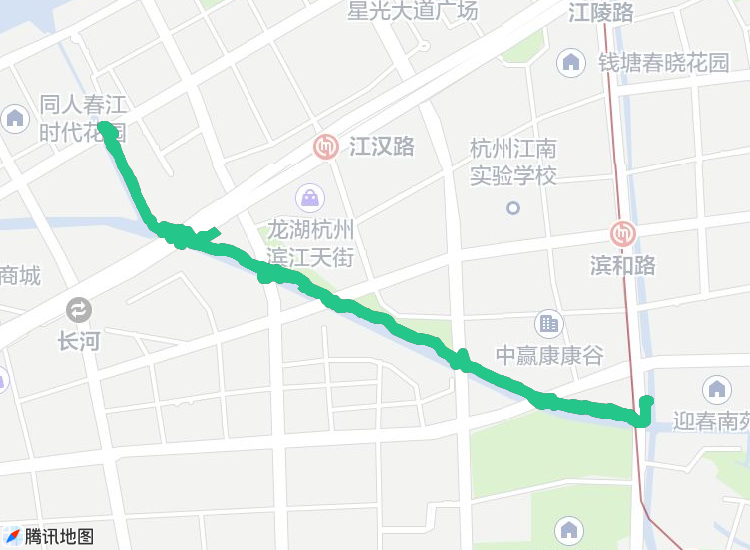 星光大道广场
江陵路
钱塘春晓花园
同人春江
时代花园
江汉路
杭州江南
实验学校
龙湖杭州
滨江天街
滨和路
商城
长河
中赢康康谷
迎春南苑
腾讯地图